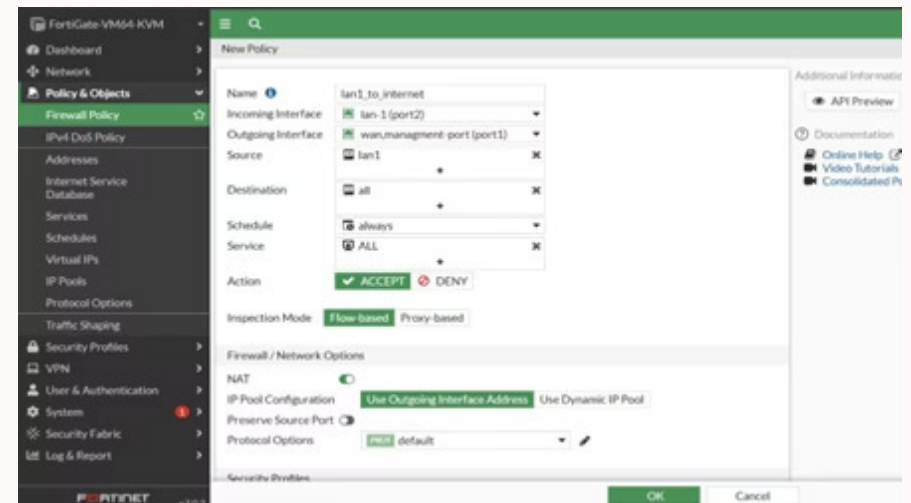 FortiGate-VM64-KVM
Dashboard
Network
Policy & Objects
Firewall Policy
IPv4 DoS Policy
Addresses
Internet Service
Database
Services
Schedules
Virtual IPs
IP Pools
Protocol Options
Traffic Shaping
Security Profiles
VPN
User & Authentication
System 1
Security Fabric
Log & Report
FORTINET
New Policy
Name lan1_to_internet
Incoming Interface lan-1 (port2)
Outgoing Interface wan,managment-port (port1)
Source lan1
+
Destination all
+
Schedule always
Service ALL
+
Action ACCEPT DENY
Inspection Mode Flow-based Proxy-based
Firewall / Network Options
NAT
IP Pool Configuration Use Outgoing Interface Address Use Dynamic IP Pool
Preserve Source Port
Protocol Options PROT default
Security Profiles
OK Cancel
Additional Informatio
API Preview
Documentation
Online Help
Video Tutorials
Consolidated Po